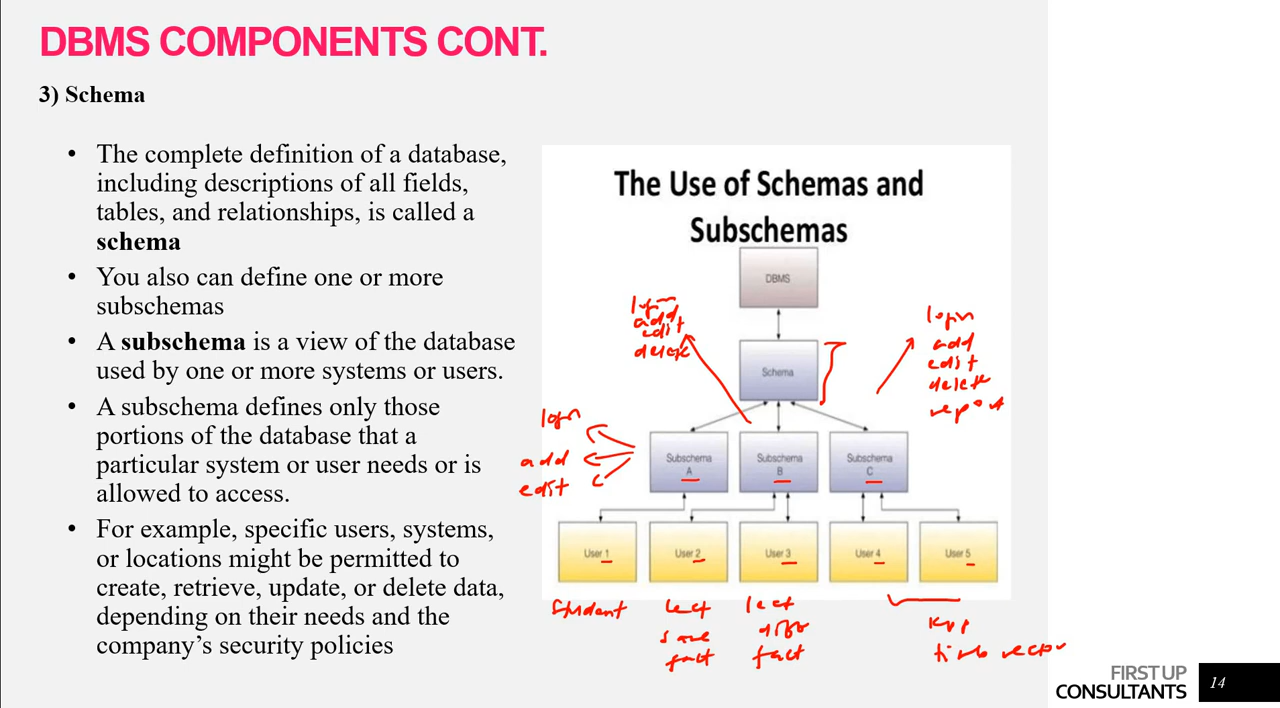 DBMS COMPONENTS CONT.
3) Schema
• The complete definition of a database,
including descriptions of all fields,
tables, and relationships, is called a
schema
• You also can define one or more
subschemas
• A subschema is a view of the database
used by one or more systems or users.
• A subschema defines only those
portions of the database that a
particular system or user needs or is
allowed to access.
• For example, specific users, systems,
or locations might be permitted to
create, retrieve, update, or delete data,
depending on their needs and the
company’s security policies
The Use of Schemas and
Subschemas
DBMS
Schema
login
add
edit
delete
login
add
edit
delete
report
login
add
edit
Subschema
A
Subschema
B
Subschema
C
User 1
User 2
User 3
User 4
User 5
Student
lect
same
fact
lect
diff
fact
FIRST UP
CONSULTANTS
14